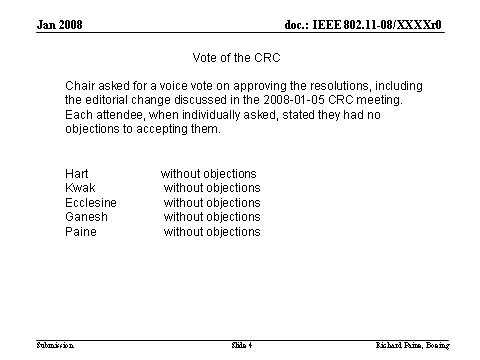 Jan 2008 doc.: IEEE 802.11-08/XXXXr0
Vote of the CRC
Chair asked for a voice vote on approving the resolutions, including
the editorial change discussed in the 2008-01-05 CRC meeting.
Each attendee, when individually asked, stated they had no
objections to accepting them.
Hart without objections
Kwak without objections
Ecclesine without objections
Ganesh without objections
Paine without objections
Submission Slide 4 Richard Paine, Boeing